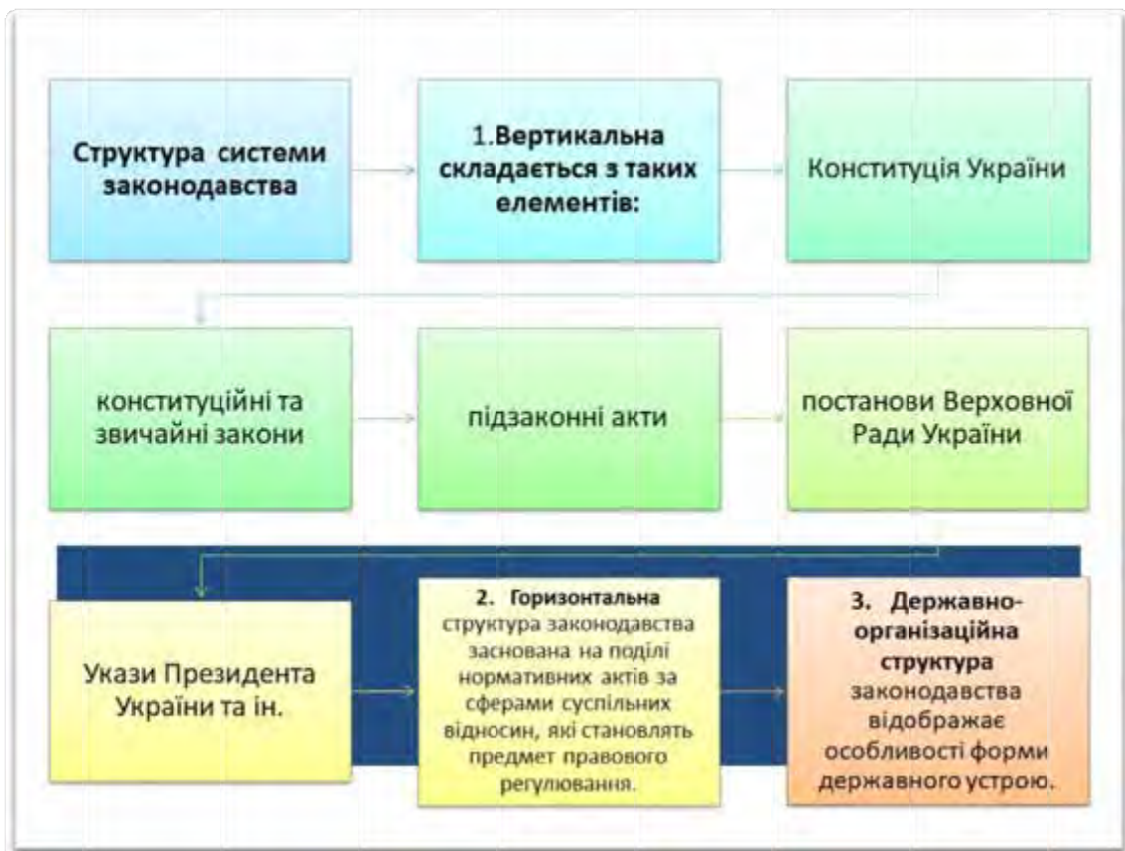 Структура системи
законодавства
1.Вертикальна
складається з таких
елементів:
Конституція України
конституційні та
звичайні закони
підзаконні акти
постанови Верховної
Ради України
Укази Президента
України та ін.
2. Горизонтальна
структура законодавства
заснована на поділі
нормативних актів за
сферами суспільних
відносин, які становлять
предмет правового
регулювання.
3. Державно-
організаційна
структура
законодавства
відображає
особливості форми
державного устрою.